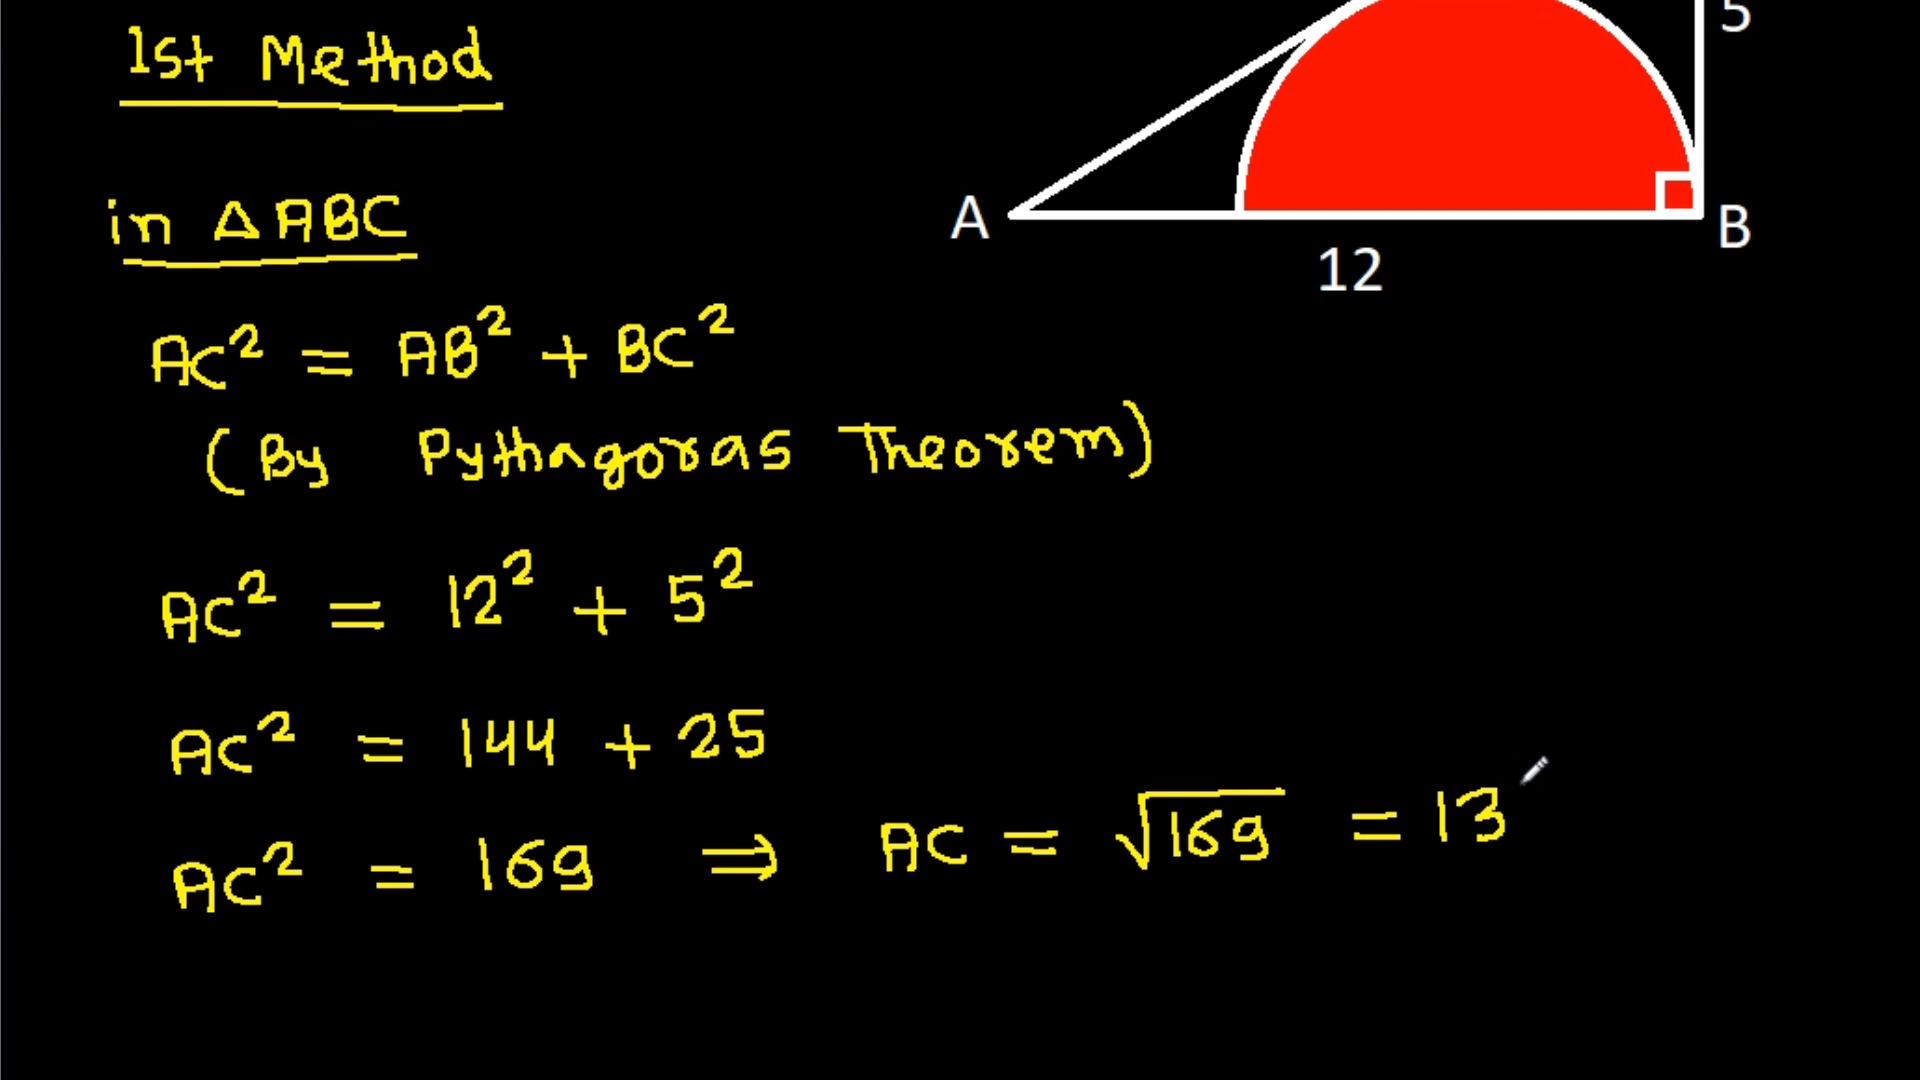 1st Method
5
in △ABC
A
B
12
AC² = AB² + BC²
(By Pythagoras Theorem)
AC² = 12² + 5²
AC² = 144 + 25
AC² = 169 ⇒ AC = √169 = 13